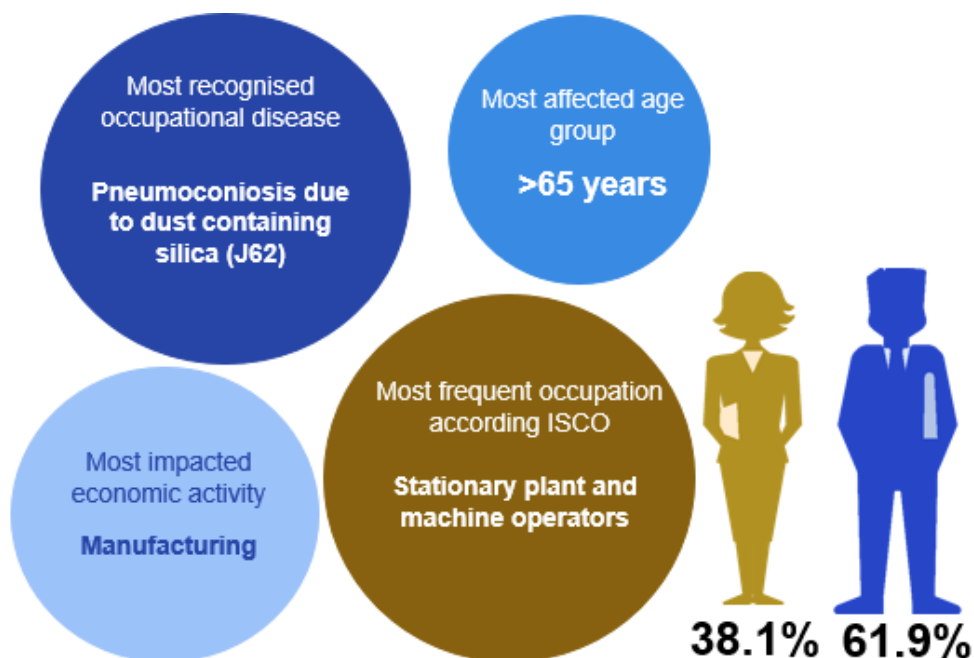 Most recognised
occupational disease
Pneumoconiosis due
to dust containing
silica (J62)
Most affected age
group
>65 years
Most impacted
economic activity
Manufacturing
Most frequent occupation
according ISCO
Stationary plant and
machine operators
38.1%
61.9%